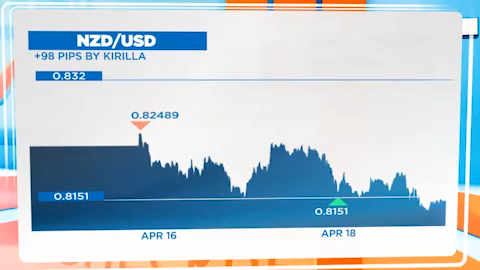 NZD/USD
+98 PIPS BY KIRILLA
0.832
0.82489
0.8151
0.8151
APR 16
APR 18